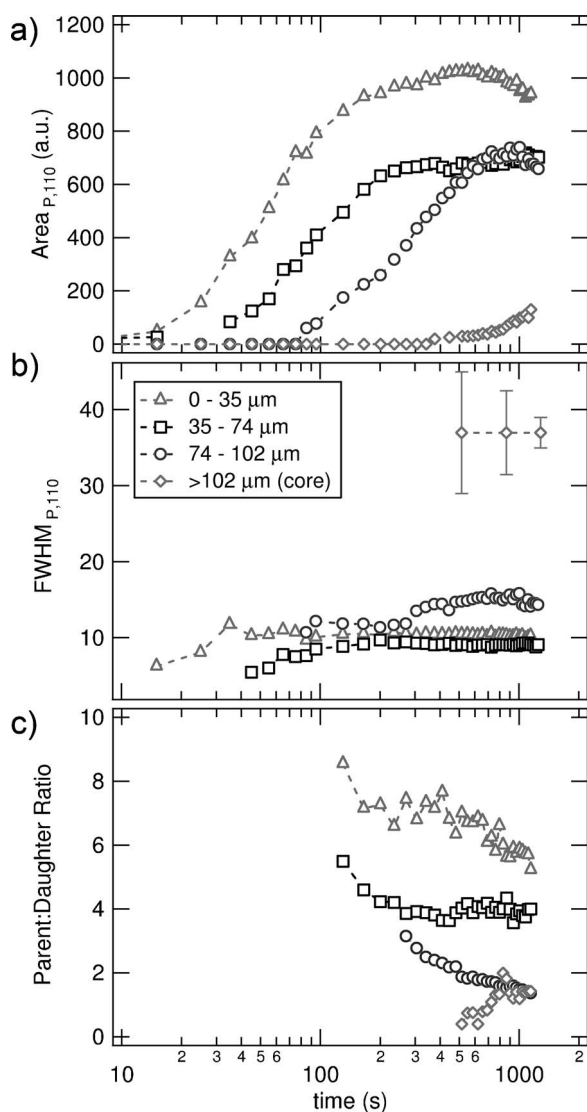 a)
1200
1000
800
600
400
200
0
Area P,110 (a.u.)
b)
0 - 35 µm
35 - 74 µm
74 - 102 µm
>102 µm (core)
40
30
20
10
FWHM P,110
c)
10
8
6
4
2
0
Parent:Daughter Ratio
10 2 3 4 5 6 100 2 3 4 5 6 1000 2
time (s)